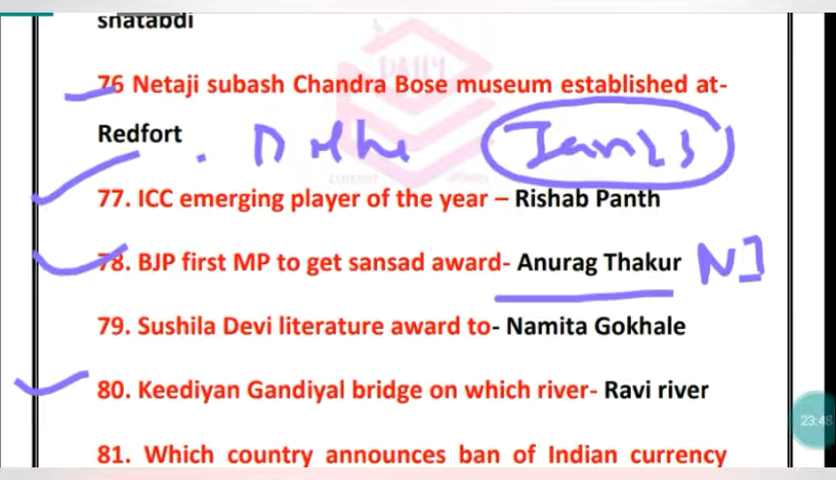 shatabdi
76 Netaji subash Chandra Bose museum established at-
Redfort . Delhi Jan 23
77. ICC emerging player of the year – Rishab Panth
78. BJP first MP to get sansad award- Anurag Thakur
79. Sushila Devi literature award to- Namita Gokhale
80. Keediyan Gandiyal bridge on which river- Ravi river
23:48
81. Which country announces ban of Indian currency